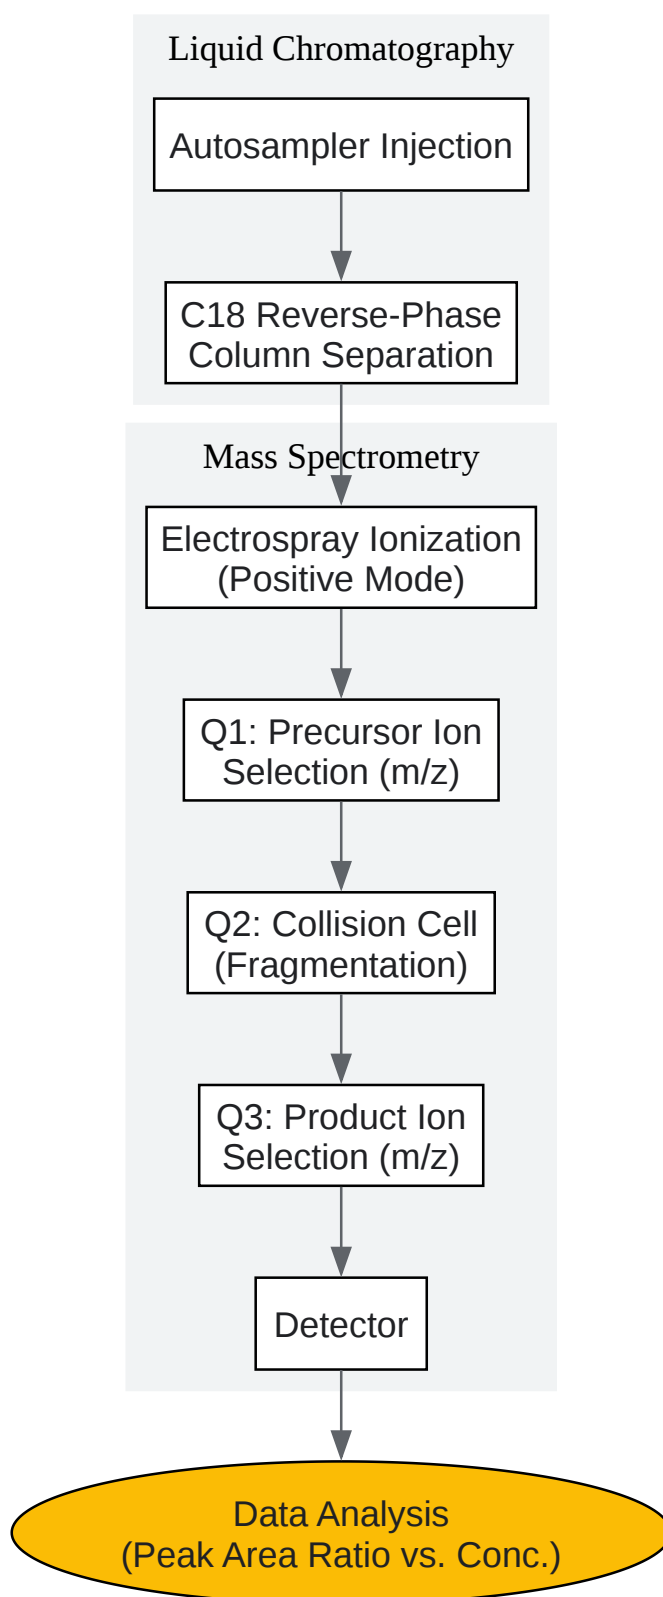 Liquid Chromatography
Autosampler Injection
C18 Reverse-Phase
Column Separation
Mass Spectrometry
Electrospray Ionization
(Positive Mode)
Q1: Precursor Ion
Selection (m/z)
Q2: Collision Cell
(Fragmentation)
Q3: Product Ion
Selection (m/z)
Detector
Data Analysis
(Peak Area Ratio vs. Conc.)